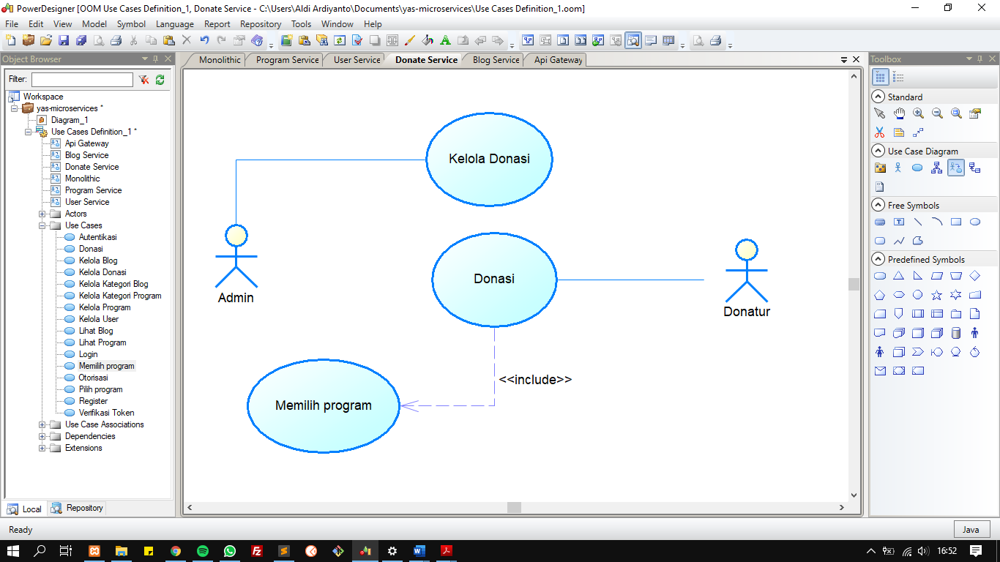 PowerDesigner [OOM Use Cases Definition_1, Donate Service - C:\Users\Aldi Ardiyanto\Documents\yas-microservices\Use Cases Definition_1.oom]
File Edit View Model Symbol Language Report Repository Tools Window Help
Object Browser
Filter:
Workspace
yas-microservices *
Diagram_1
Use Cases Definition_1 *
Api Gateway
Blog Service
Donate Service
Monolithic
Program Service
User Service
Actors
Use Cases
Autentikasi
Donasi
Kelola Blog
Kelola Donasi
Kelola Kategori Blog
Kelola Kategori Program
Kelola Program
Kelola User
Lihat Blog
Lihat Program
Login
Memilih program
Otorisasi
Pilih program
Register
Verifikasi Token
Use Case Associations
Dependencies
Extensions
Local Repository
Monolithic Program Service User Service Donate Service Blog Service Api Gateway
Kelola Donasi
Admin
Donasi
Donatur
<<include>>
Memilih program
Toolbox
Standard
Use Case Diagram
Free Symbols
Predefined Symbols
Ready
Java
16:52